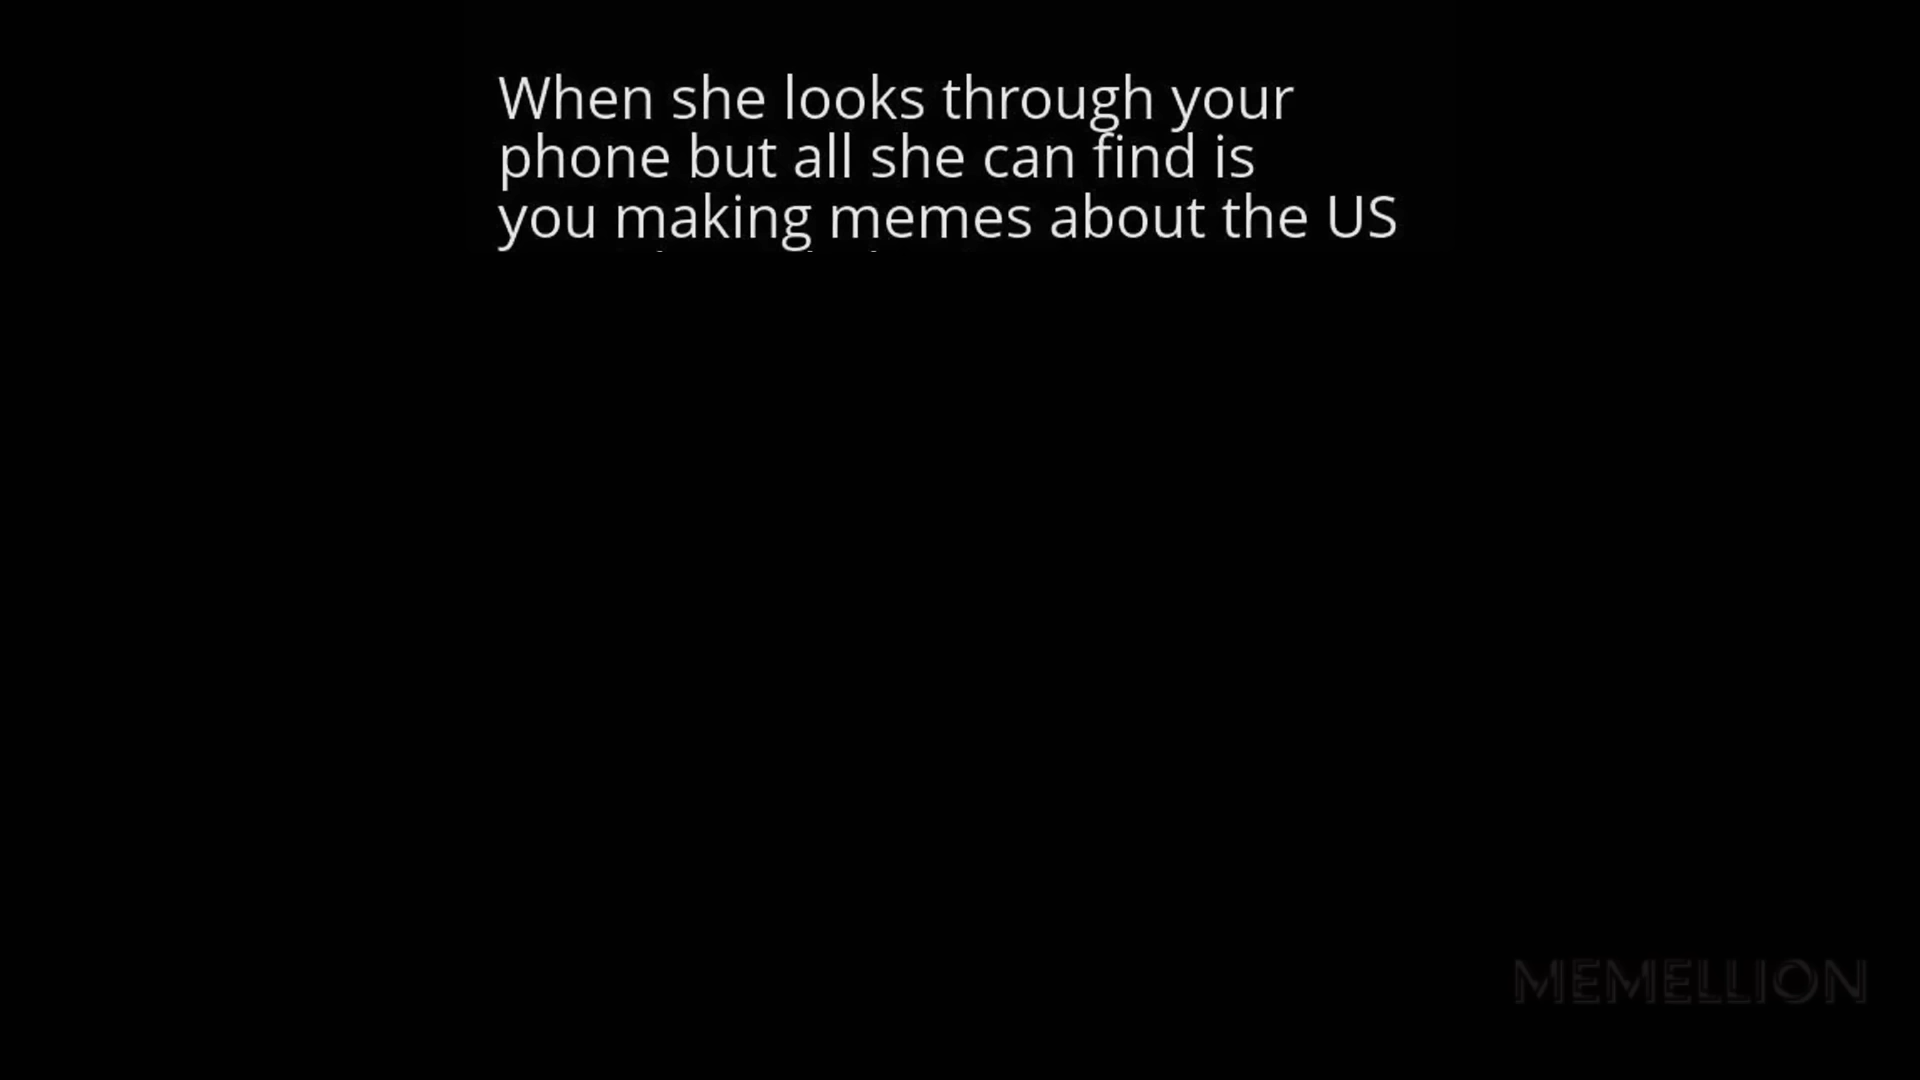 When she looks through your
phone but all she can find is
you making memes about the US
MEMELLION